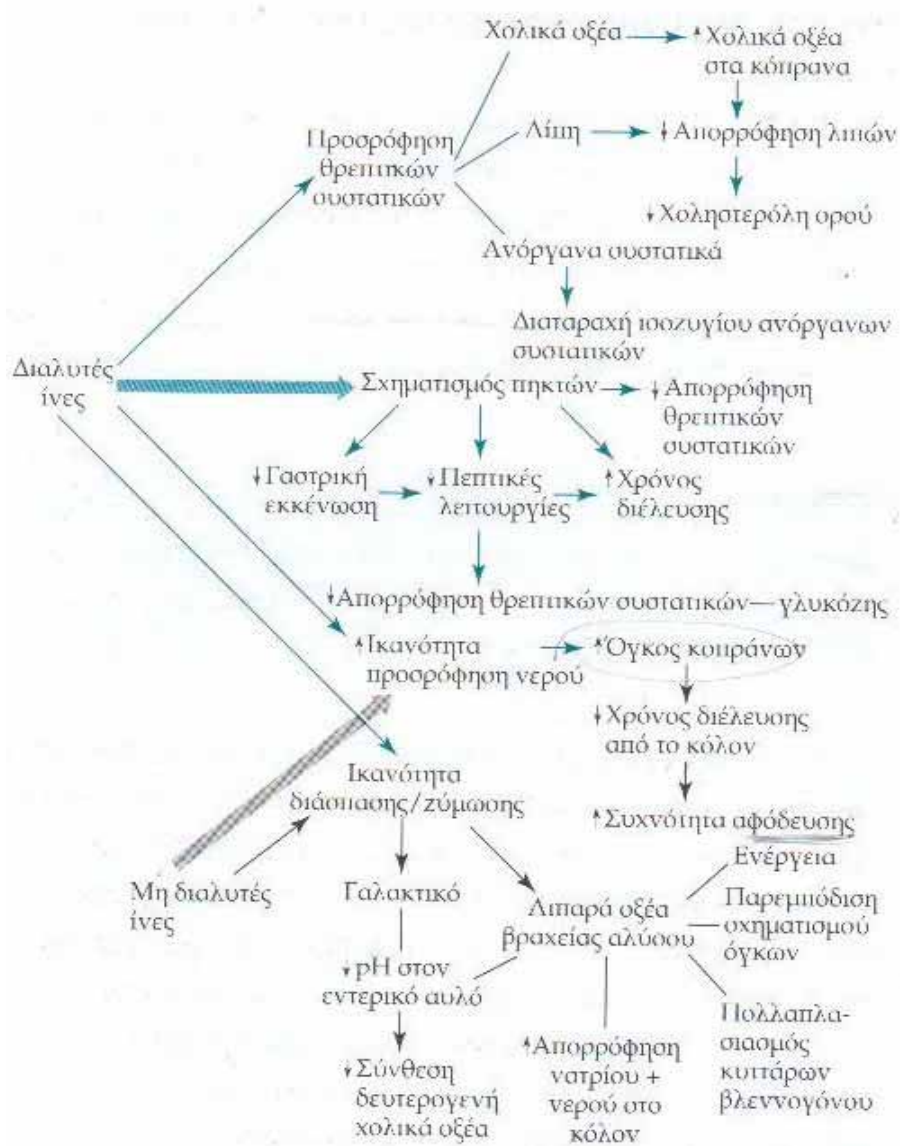 Χολικά οξέα
↑Χολικά οξέα
στα κόπρανα
Προσρόφηση
θρεπτικών
συστατικών
Λίπη
↓Απορρόφηση λιπών
↓Χοληστερόλη ορού
Ανόργανα συστατικά
Διαταραχή ισοζυγίου ανόργανων
συστατικών
Διαλυτές
ίνες
Σχηματισμός πηκτών
↓Απορρόφηση
θρεπτικών
συστατικών
↓Γαστρική
εκκένωση
↓Πεπτικές
λειτουργίες
↑Χρόνος
διέλευσης
↓Απορρόφηση θρεπτικών συστατικών—γλυκόζης
↑Ικανότητα
προσρόφηση νερού
↑Όγκος κοπράνων
↓Χρόνος διέλευσης
από το κόλον
↑Συχνότητα αφόδευσης
Ικανότητα
διάσπασης/ζύμωσης
Μη διαλυτές
ίνες
Γαλακτικό
Λιπαρά οξέα
βραχείας αλύσου
Ενέργεια
Παρεμπόδιση
σχηματισμού
όγκων
↓pH στον
εντερικό αυλό
Πολλαπλα-
σιασμός
κυττάρων
βλεννογόνου
↓Σύνθεση
δευτερογενή
χολικά οξέα
↑Απορρόφηση
νατρίου +
νερού στο
κόλον